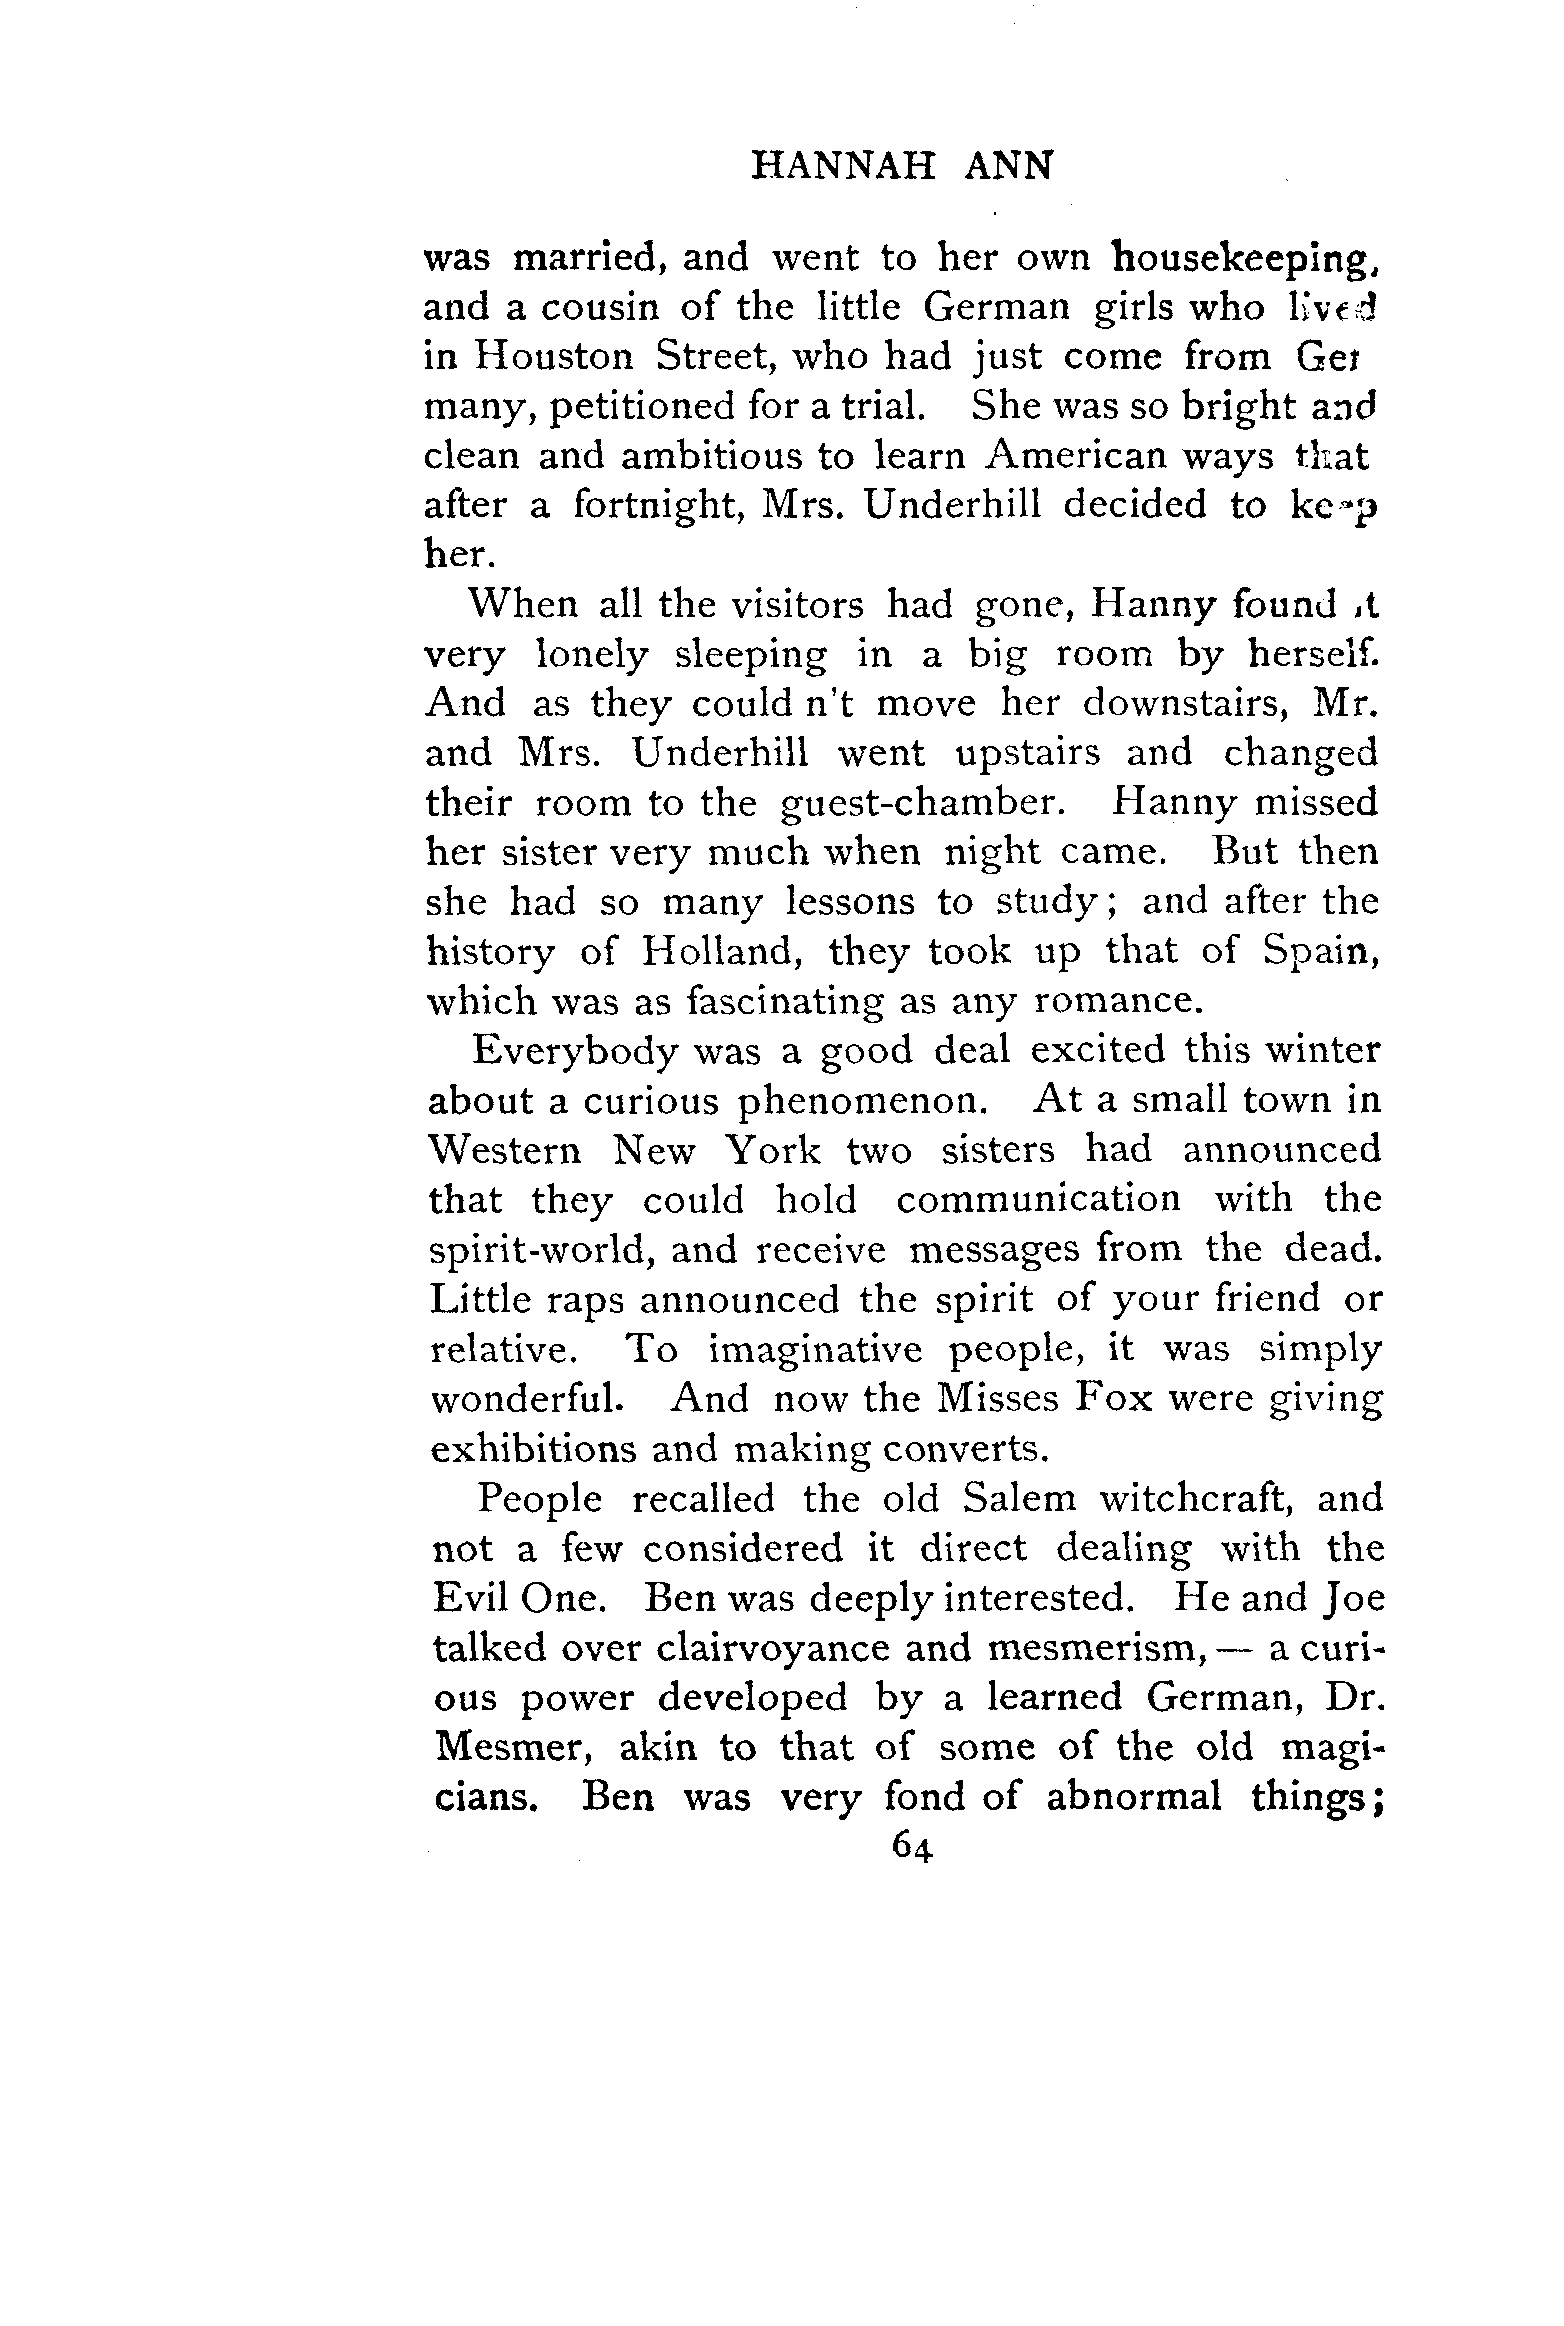 HANNAH ANN
was married, and went to her own housekeeping,
and a cousin of the little German girls who lived
in Houston Street, who had just come from Ger
many, petitioned for a trial. She was so bright and
clean and ambitious to learn American ways that
after a fortnight, Mrs. Underhill decided to keep
her.
When all the visitors had gone, Hanny found it
very lonely sleeping in a big room by herself.
And as they could n't move her downstairs, Mr.
and Mrs. Underhill went upstairs and changed
their room to the guest-chamber. Hanny missed
her sister very much when night came. But then
she had so many lessons to study; and after the
history of Holland, they took up that of Spain,
which was as fascinating as any romance.
Everybody was a good deal excited this winter
about a curious phenomenon. At a small town in
Western New York two sisters had announced
that they could hold communication with the
spirit-world, and receive messages from the dead.
Little raps announced the spirit of your friend or
relative. To imaginative people, it was simply
wonderful. And now the Misses Fox were giving
exhibitions and making converts.
People recalled the old Salem witchcraft, and
not a few considered it direct dealing with the
Evil One. Ben was deeply interested. He and Joe
talked over clairvoyance and mesmerism,— a curi-
ous power developed by a learned German, Dr.
Mesmer, akin to that of some of the old magi-
cians. Ben was very fond of abnormal things;
64